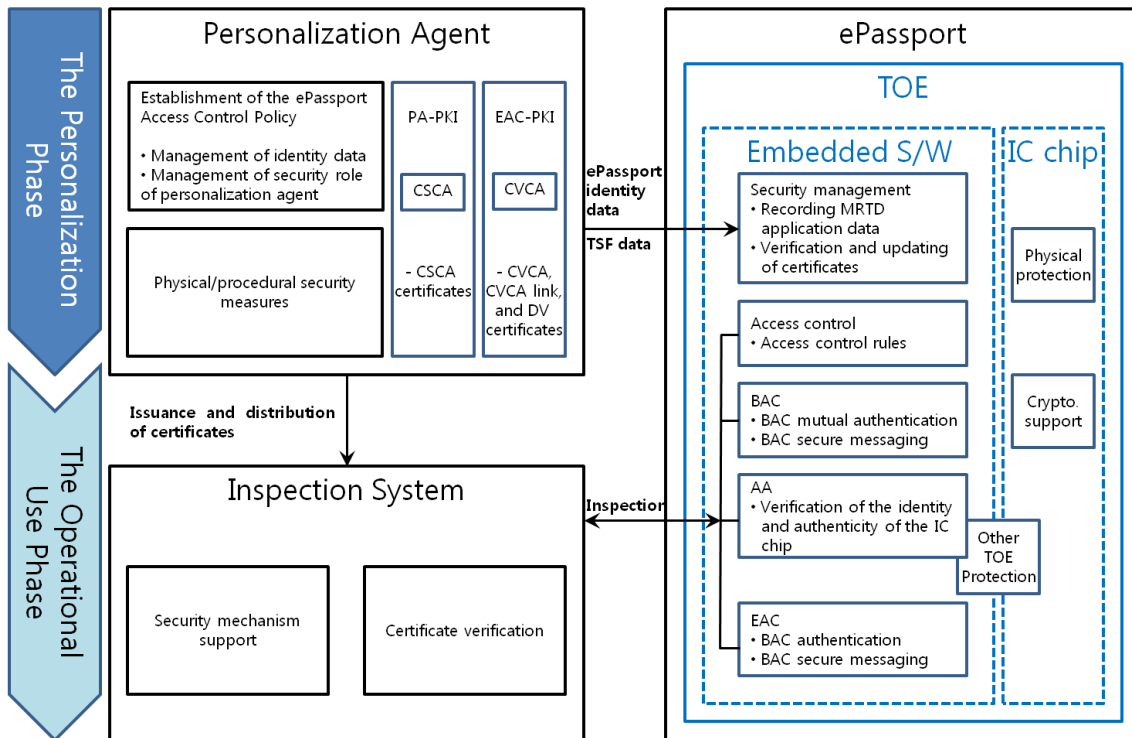 The Personalization
Phase
The Operational
Use Phase
Personalization Agent
Establishment of the ePassport
Access Control Policy
• Management of identity data
• Management of security role
of personalization agent
Physical/procedural security
measures
PA-PKI
CSCA
- CSCA
certificates
EAC-PKI
CVCA
- CVCA,
CVCA link,
and DV
certificates
ePassport
identity
data
TSF data
Issuance and distribution
of certificates
Inspection System
Security mechanism
support
Certificate verification
Inspection
ePassport
TOE
Embedded S/W
Security management
• Recording MRTD
application data
• Verification and updating
of certificates
Access control
• Access control rules
BAC
• BAC mutual authentication
• BAC secure messaging
AA
• Verification of the identity
and authenticity of the IC
chip
EAC
• BAC authentication
• BAC secure messaging
IC chip
Physical
protection
Crypto.
support
Other
TOE
Protection